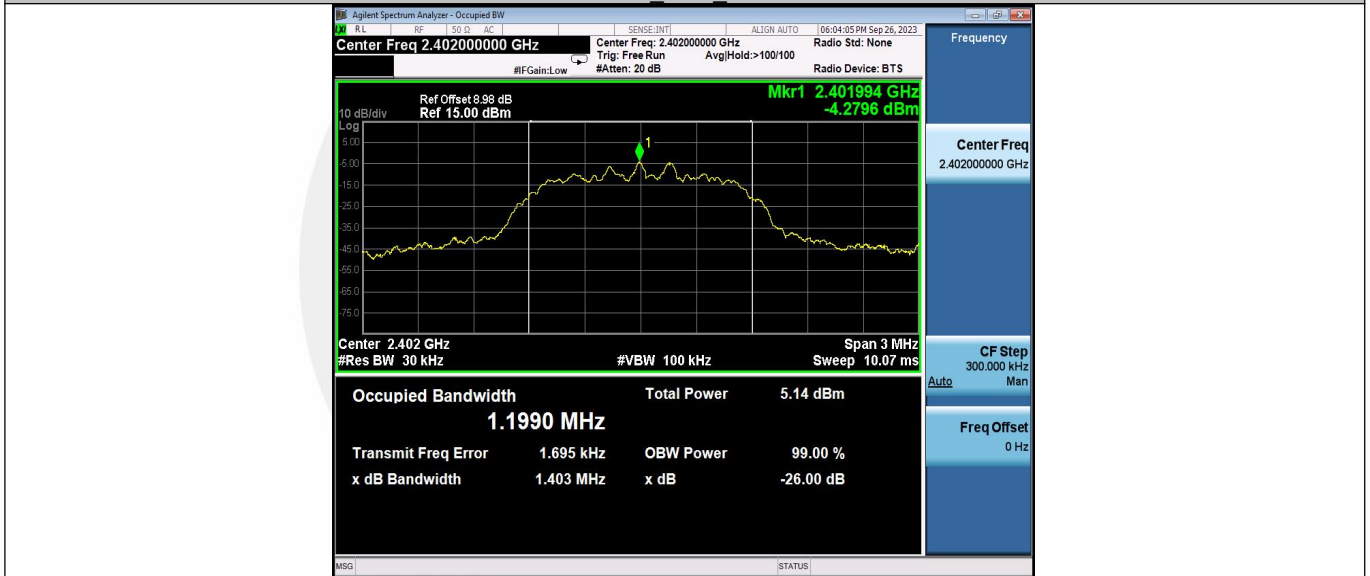 Agilent Spectrum Analyzer - Occupied BW
LXI RL RF 50 Ω AC SENSE:INT ALIGN AUTO 06:04:05 PM Sep 26, 2023
Center Freq 2.402000000 GHz
Center Freq: 2.402000000 GHz Radio Std: None
Trig: Free Run Avg|Hold:>100/100
#IFGain:Low #Atten: 20 dB Radio Device: BTS
Frequency
Mkr1 2.401994 GHz
-4.2796 dBm
Ref Offset 8.98 dB
10 dB/div Ref 15.00 dBm
Log
5.00
-5.00
-15.0
-25.0
-35.0
-45.0
-55.0
-65.0
-75.0
1
Center Freq
2.402000000 GHz
Center 2.402 GHz Span 3 MHz
#Res BW 30 kHz #VBW 100 kHz Sweep 10.07 ms
CF Step
300.000 kHz
Auto Man
Occupied Bandwidth Total Power 5.14 dBm
1.1990 MHz
Transmit Freq Error 1.695 kHz OBW Power 99.00 %
x dB Bandwidth 1.403 MHz x dB -26.00 dB
Freq Offset
0 Hz
MSG STATUS